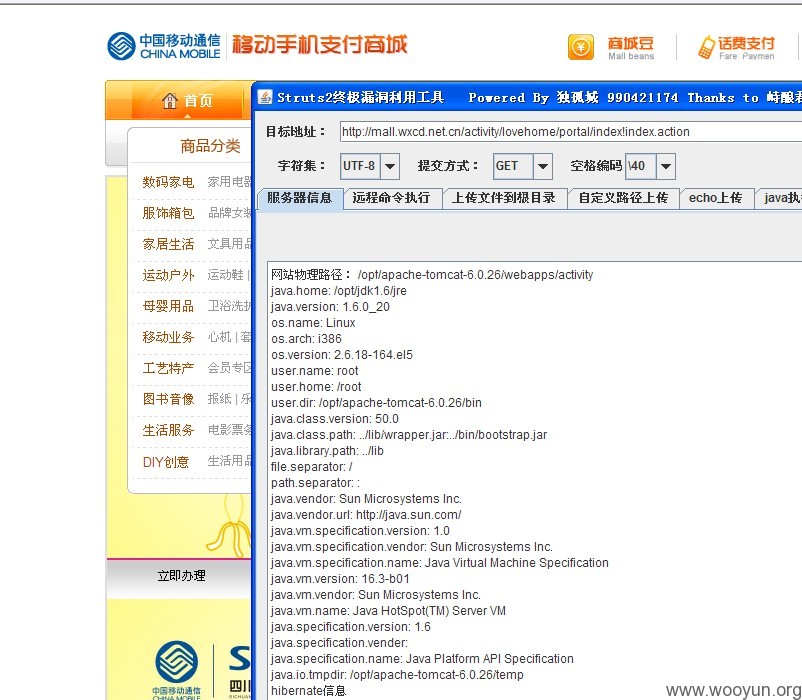 中国移动通信
CHINA MOBILE
移动手机支付商城
商城豆
Mall beans
话费支付
Fare Paymen
首页
Struts2终极漏洞利用工具 Powered By 独孤城 990421174 Thanks to
目标地址： http://mall.wxcd.net.cn/activity/lovehome/portal/index!index.action
字符集： UTF-8 提交方式： GET 空格编码 \40
服务器信息 远程命令执行 上传文件到根目录 自定义路径上传 echo上传 java执
商品分类
数码家电 家用电器
服饰箱包 品牌女装
家居生活 文具用品
运动户外 运动鞋 |
母婴用品 卫浴洗护
移动业务 心机 | 套
工艺特产 会员专区
图书音像 报纸 | 乐
生活服务 电影票务
DIY创意 生活用品
立即办理
中国移动通信
CHINA MOBILE
S
四川
网站物理路径： /opt/apache-tomcat-6.0.26/webapps/activity
java.home: /opt/jdk1.6/jre
java.version: 1.6.0_20
os.name: Linux
os.arch: i386
os.version: 2.6.18-164.el5
user.name: root
user.home: /root
user.dir: /opt/apache-tomcat-6.0.26/bin
java.class.version: 50.0
java.class.path: ../lib/wrapper.jar:../bin/bootstrap.jar
java.library.path: ../lib
file.separator: /
path.separator: :
java.vendor: Sun Microsystems Inc.
java.vendor.url: http://java.sun.com/
java.vm.specification.version: 1.0
java.vm.specification.vendor: Sun Microsystems Inc.
java.vm.specification.name: Java Virtual Machine Specification
java.vm.version: 16.3-b01
java.vm.vendor: Sun Microsystems Inc.
java.vm.name: Java HotSpot(TM) Server VM
java.specification.version: 1.6
java.specification.vendor:
java.specification.name: Java Platform API Specification
java.io.tmpdir: /opt/apache-tomcat-6.0.26/temp
hibernate信息
www.wooyun.org